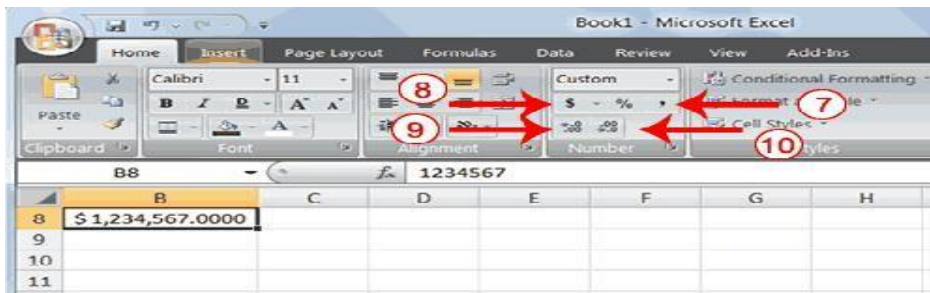 Book1 - Microsoft Excel
Home Insert Page Layout Formulas Data Review View Add-Ins
Calibri 11 Custom Conditional Formatting
8 $ % , 7
Paste B I A A
9 A Cell Styles
10
Clipboard Font Alignment Number
B8 fx 1234567
B C D E F G H
8 $ 1,234,567.0000
9
10
11